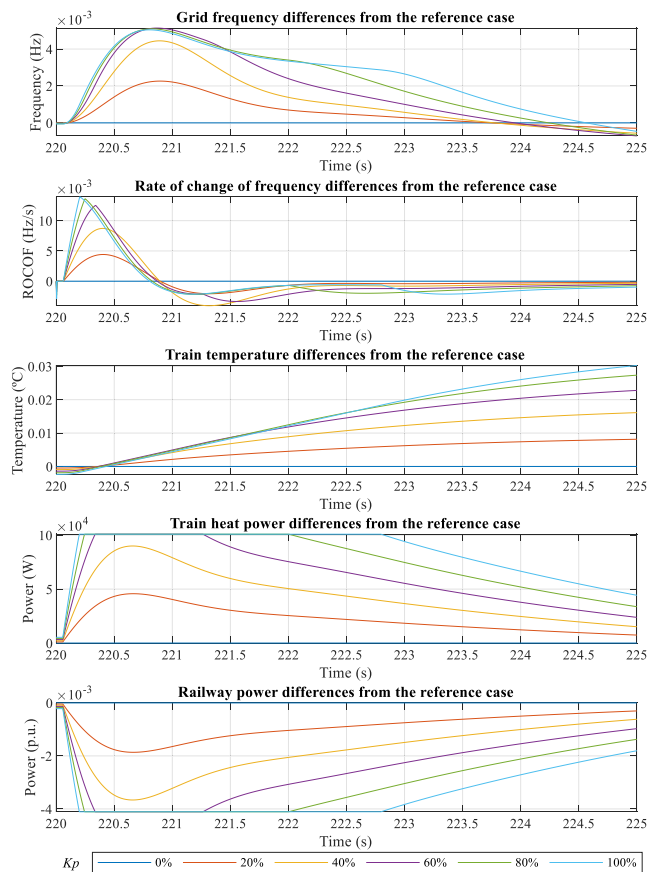 Grid frequency differences from the reference case
× 10⁻³
Frequency (Hz)
4
2
0
220 220.5 221 221.5 222 222.5 223 223.5 224 224.5 225
Time (s)
Rate of change of frequency differences from the reference case
× 10⁻³
ROCOF (Hz/s)
10
5
0
220 220.5 221 221.5 222 222.5 223 223.5 224 224.5 225
Time (s)
Train temperature differences from the reference case
Temperature (ºC)
0.03
0.02
0.01
0
220 220.5 221 221.5 222 222.5 223 223.5 224 224.5 225
Time (s)
Train heat power differences from the reference case
× 10⁴
Power (W)
10
5
0
220 220.5 221 221.5 222 222.5 223 223.5 224 224.5 225
Time (s)
Railway power differences from the reference case
× 10⁻³
Power (p.u.)
0
-2
-4
220 220.5 221 221.5 222 222.5 223 223.5 224 224.5 225
Time (s)
Kp 0% 20% 40% 60% 80% 100%